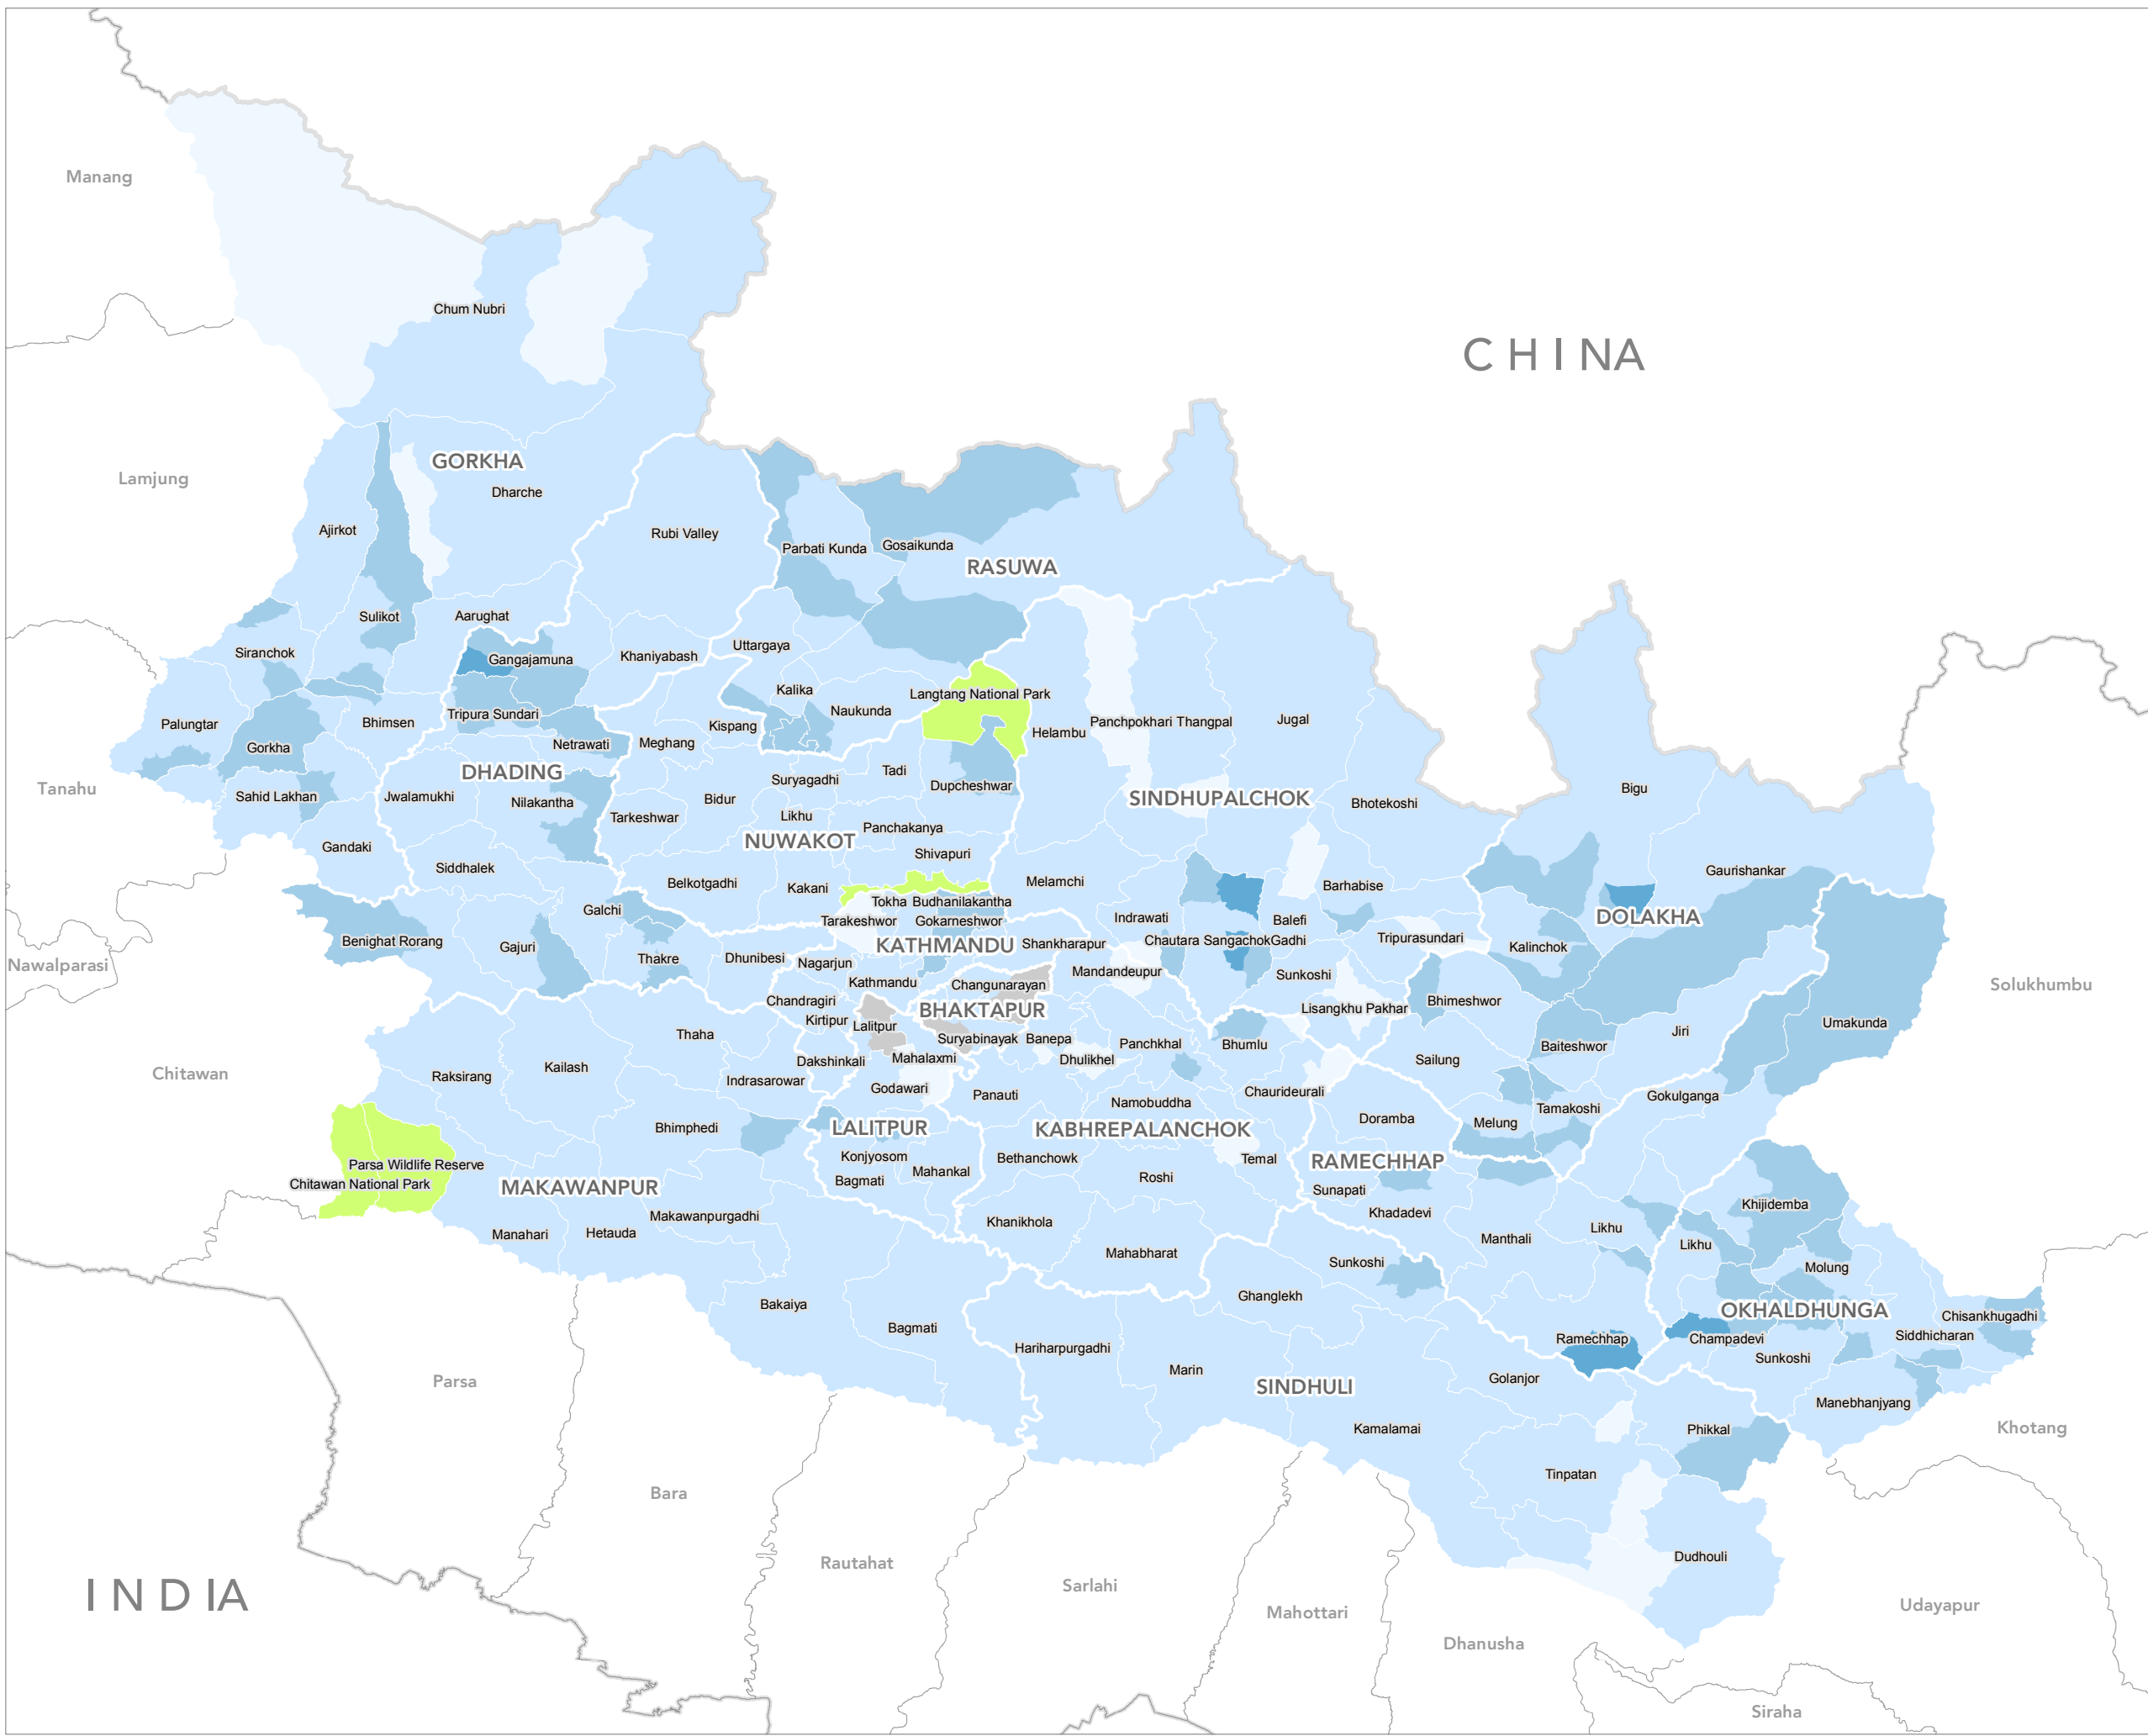 Manang
Chum Nubri
C H I N A
GORKHA
Lamjung
Dharche
Ajirkot
Rubi Valley
Parbati Kunda
Gosaikunda
RASUWA
Sulikot
Aarughat
Siranchok
Gangajamuna
Khaniyabash
Uttargaya
Kalika
Langtang National Park
Palungtar
Bhimsen
Tripura Sundari
Naukunda
Kispang
Helambu
Panchpokhari Thangpal
Jugal
Gorkha
Netrawati
Meghang
DHADING
Suryagadhi
Tadi
Dupcheshwar
Tanahu
Sahid Lakhan
Jwalamukhi
Nilakantha
Bidur
SINDHUPALCHOK
Bhotekoshi
Bigu
Tarkeshwar
Likhu
Panchakanya
NUWAKOT
Gandaki
Shivapuri
Siddhalek
Belkotgadhi
Kakani
Melamchi
Barhabise
Gaurishankar
Galchi
Tokha
Budhanilakantha
Tarakeshwor
Gokarneshwor
Indrawati
Balefi
DOLAKHA
Benighat Rorang
Gajuri
KATHMANDU
Shankharapur
Chautara Sangachok
Gadhi
Tripurasundari
Kalinchok
Thakre
Dhunibesi
Nagarjun
Nawalparasi
Mandandeupur
Sunkoshi
Kathmandu
Changunarayan
Solukhumbu
Chandragiri
BHAKTAPUR
Lisangkhu Pakhar
Bhimeshwor
Kirtipur
Lalitpur
Umakunda
Thaha
Suryabinayak
Banepa
Panchkhal
Bhumlu
Baiteshwor
Jiri
Dakshinkali
Mahalaxmi
Dhulikhel
Sailung
Chitawan
Raksirang
Kailash
Indrasarowar
Godawari
Panauti
Namobuddha
Chaurideurali
Gokulganga
Tamakoshi
Bhimphedi
LALITPUR
KABHREPALANCHOK
Doramba
Melung
Parsa Wildlife Reserve
Konjyosom
Bethanchowk
Temal
RAMECHHAP
Chitawan National Park
Bagmati
Mahankal
Roshi
MAKAWANPUR
Sunapati
Khijidemba
Makawanpurgadhi
Khanikhola
Khadadevi
Manahari
Hetauda
Manthali
Likhu
Likhu
Mahabharat
Sunkoshi
Molung
Bakaiya
Ghanglekh
OKHALDHUNGA
Chisankhugadhi
Bagmati
Hariharpurgadhi
Ramechhap
Champadevi
Siddhicharan
Marin
Sunkoshi
Parsa
SINDHULI
Golanjor
Manebhanjyang
Kamalamai
Phikkal
Khotang
Tinpatan
Bara
Dudhouli
Rautahat
Sarlahi
I N D I A
Mahottari
Udayapur
Dhanusha
Siraha